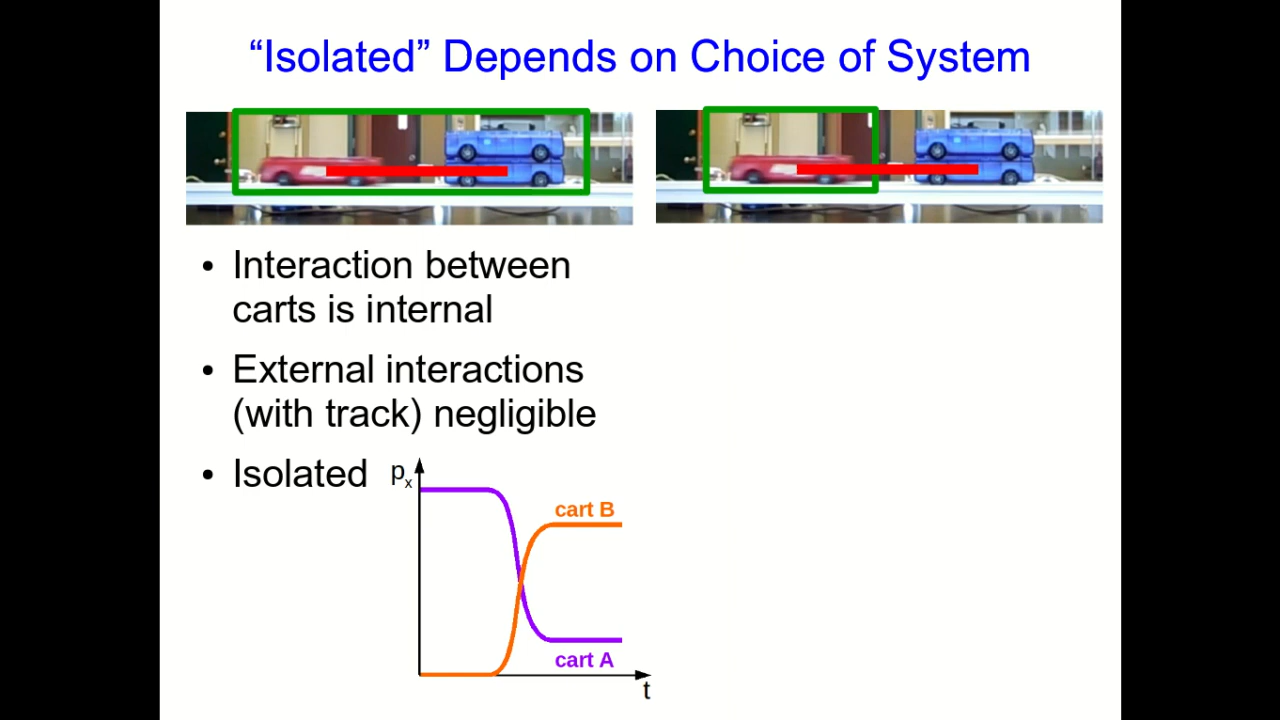 “Isolated” Depends on Choice of System
• Interaction between
carts is internal
• External interactions
(with track) negligible
• Isolated
px
cart B
cart A
t